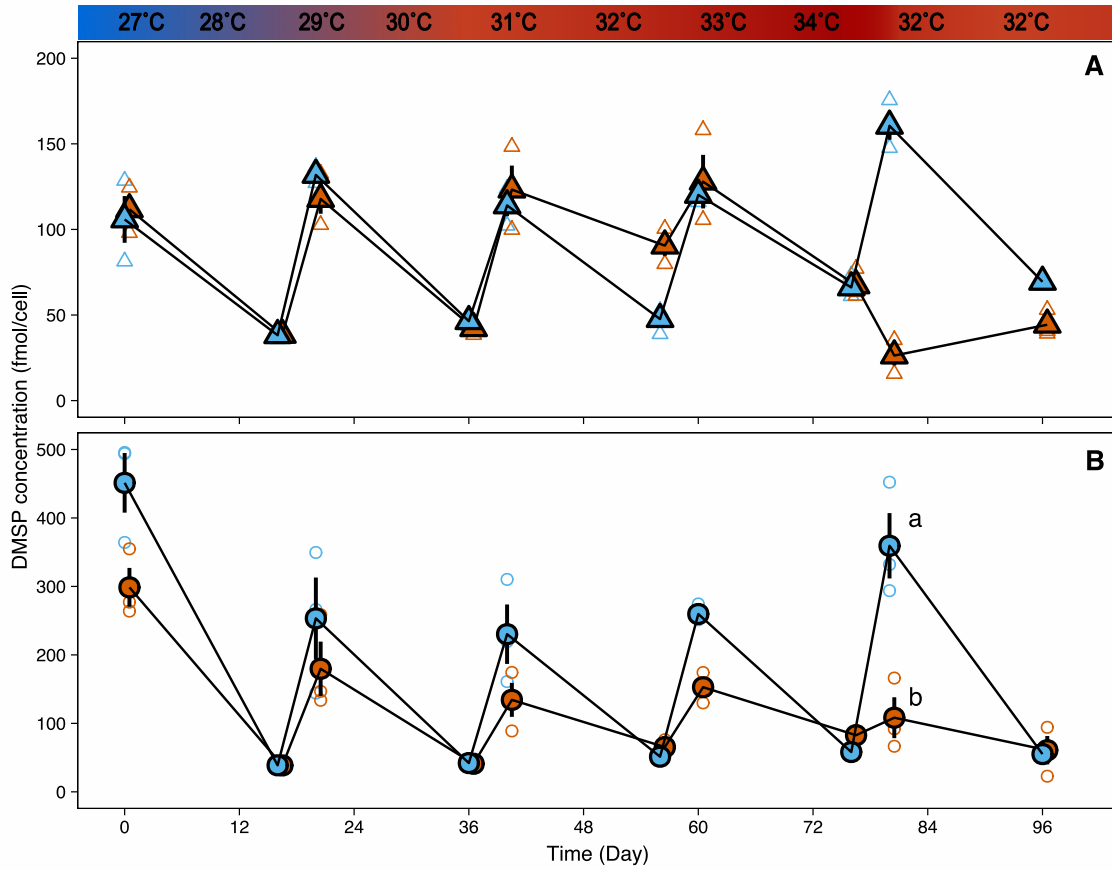 27°C 28°C 29°C 30°C 31°C 32°C 33°C 34°C 32°C 32°C
A
200
150
100
50
0
DMSP concentration (fmol/cell)
B
500
400
300
200
100
0
a
b
0 12 24 36 48 60 72 84 96
Time (Day)